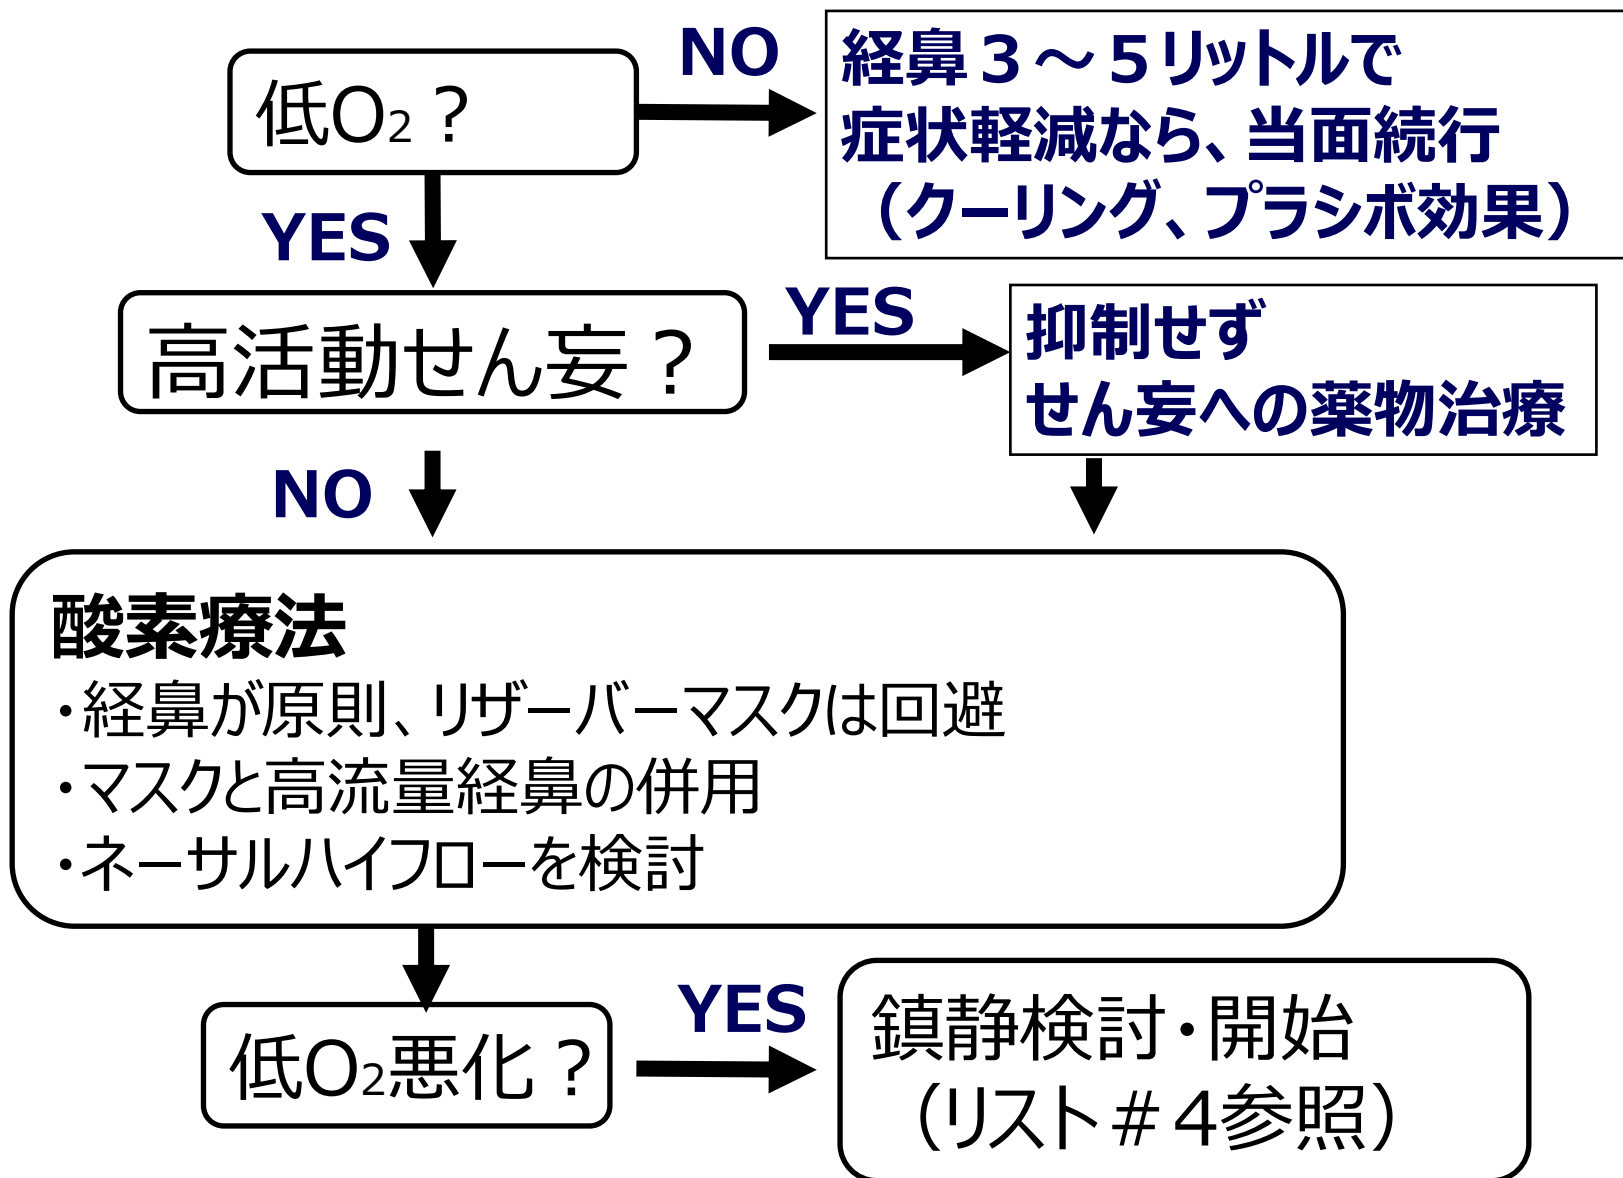 低O₂？
NO
経鼻３～５リットルで
症状軽減なら、当面続行
（クーリング、プラシボ効果）
YES
高活動せん妄？
YES
抑制せず
せん妄への薬物治療
NO
酸素療法
・経鼻が原則、リザーバーマスクは回避
・マスクと高流量経鼻の併用
・ネーサルハイフローを検討
低O₂悪化？
YES
鎮静検討・開始
（リスト＃４参照）